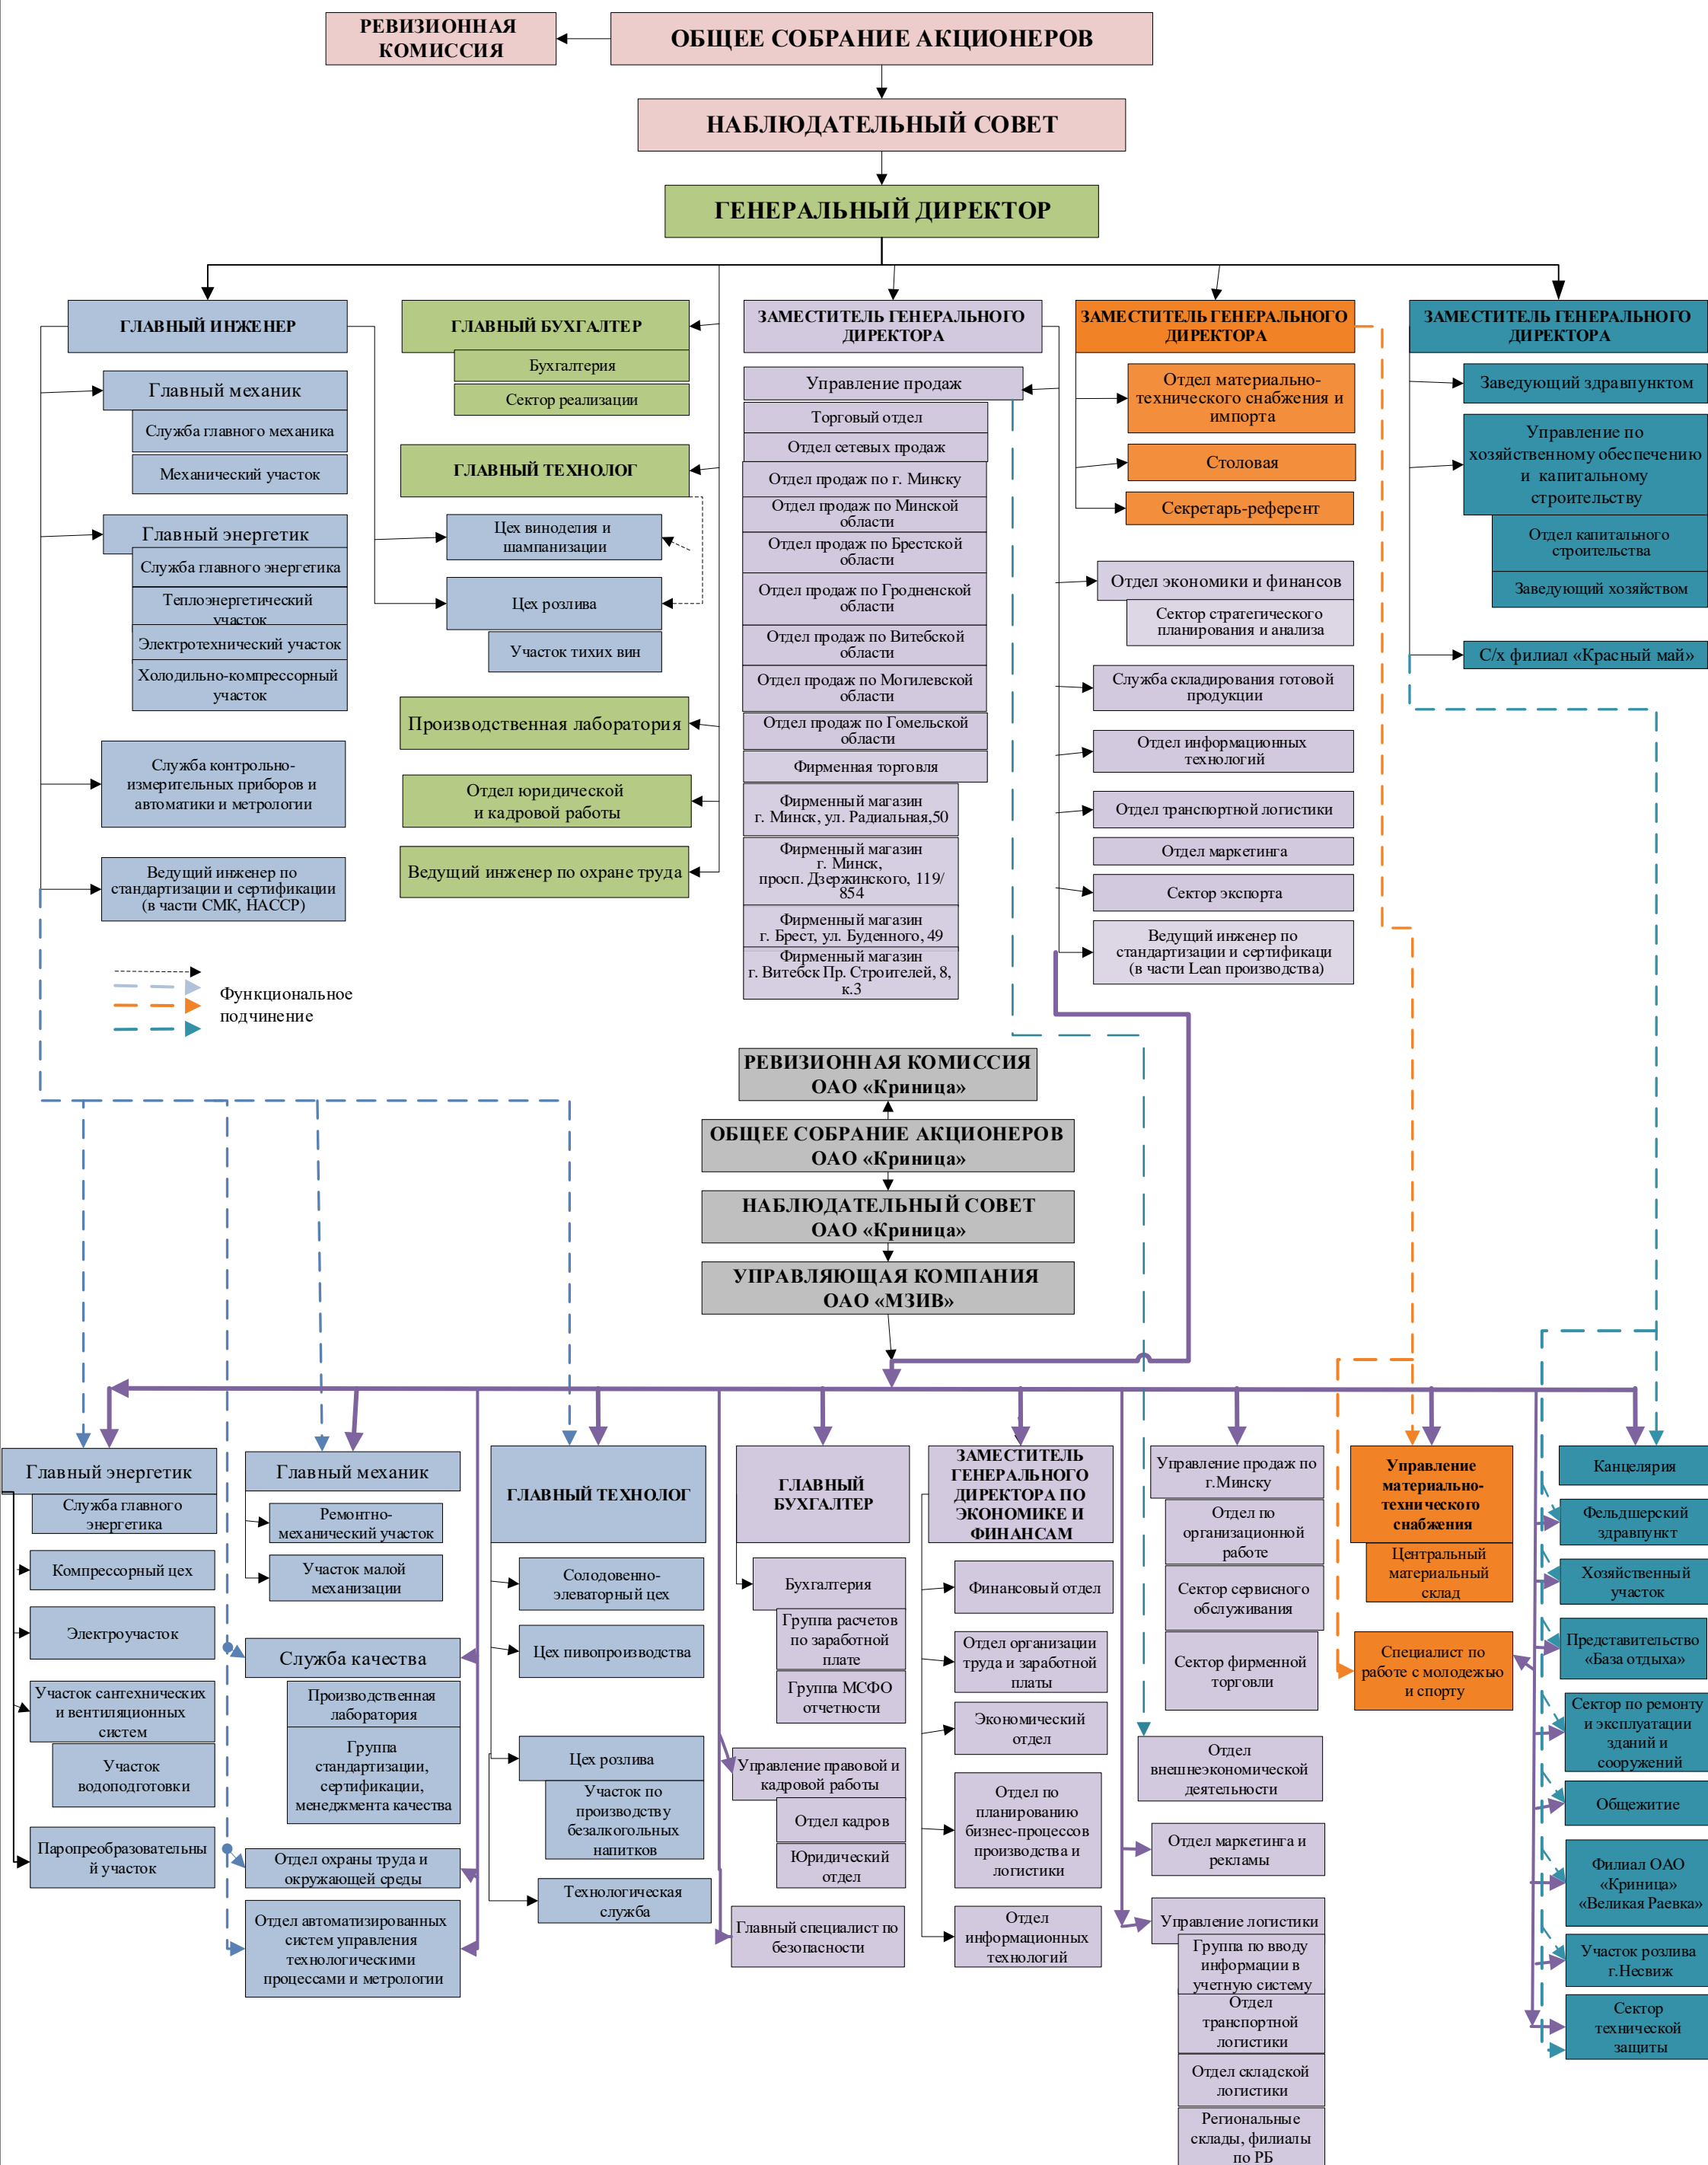 РЕВИЗИОННАЯ
КОМИССИЯ
ОБЩЕЕ СОБРАНИЕ АКЦИОНЕРОВ
НАБЛЮДАТЕЛЬНЫЙ СОВЕТ
ГЕНЕРАЛЬНЫЙ ДИРЕКТОР
ГЛАВНЫЙ ИНЖЕНЕР
Главный механик
Служба главного механика
Механический участок
Главный энергетик
Служба главного энергетика
Теплоэнергетический
участок
Электротехнический участок
Холодильно-компрессорный
участок
Служба контрольно-
измерительных приборов и
автоматики и метрологии
Ведущий инженер по
стандартизации и сертификации
(в части СМК, НАССР)
ГЛАВНЫЙ БУХГАЛТЕР
Бухгалтерия
Сектор реализации
ГЛАВНЫЙ ТЕХНОЛОГ
Цех виноделия и
шампанизации
Цех розлива
Участок тихих вин
Производственная лаборатория
Отдел юридической
и кадровой работы
Ведущий инженер по охране труда
ЗАМЕСТИТЕЛЬ ГЕНЕРАЛЬНОГО
ДИРЕКТОРА
Управление продаж
Торговый отдел
Отдел сетевых продаж
Отдел продаж по г. Минску
Отдел продаж по Минской
области
Отдел продаж по Брестской
области
Отдел продаж по Гродненской
области
Отдел продаж по Витебской
области
Отдел продаж по Могилевской
области
Отдел продаж по Гомельской
области
Фирменная торговля
Фирменный магазин
г. Минск, ул. Радиальная,50
Фирменный магазин
г. Минск,
просп. Дзержинского, 119/
854
Фирменный магазин
г. Брест, ул. Буденного, 49
Фирменный магазин
г. Витебск Пр. Строителей, 8,
к.3
ЗАМЕСТИТЕЛЬ ГЕНЕРАЛЬНОГО
ДИРЕКТОРА
Отдел материально-
технического снабжения и
импорта
Столовая
Секретарь-референт
Отдел экономики и финансов
Сектор стратегического
планирования и анализа
Служба складирования готовой
продукции
Отдел информационных
технологий
Отдел транспортной логистики
Отдел маркетинга
Сектор экспорта
Ведущий инженер по
стандартизации и сертификаци
(в части Lean производства)
ЗАМЕСТИТЕЛЬ ГЕНЕРАЛЬНОГО
ДИРЕКТОРА
Заведующий здравпунктом
Управление по
хозяйственному обеспечению
и капитальному
строительству
Отдел капитального
строительства
Заведующий хозяйством
С/х филиал «Красный май»
Функциональное
подчинение
РЕВИЗИОННАЯ КОМИССИЯ
ОАО «Криница»
ОБЩЕЕ СОБРАНИЕ АКЦИОНЕРОВ
ОАО «Криница»
НАБЛЮДАТЕЛЬНЫЙ СОВЕТ
ОАО «Криница»
УПРАВЛЯЮЩАЯ КОМПАНИЯ
ОАО «МЗИВ»
Главный энергетик
Служба главного
энергетика
Компрессорный цех
Электроучасток
Участок сантехнических
и вентиляционных
систем
Участок
водоподготовки
Паропреобразовательны
й участок
Главный механик
Ремонтно-
механический участок
Участок малой
механизации
Служба качества
Производственная
лаборатория
Группа
стандартизации,
сертификации,
менеджмента качества
Отдел охраны труда и
окружающей среды
Отдел автоматизированных
систем управления
технологическими
процессами и метрологии
ГЛАВНЫЙ ТЕХНОЛОГ
Солодовенно-
элеваторный цех
Цех пивопроизводства
Цех розлива
Участок по
производству
безалкогольных
напитков
Технологическая
служба
ГЛАВНЫЙ
БУХГАЛТЕР
Бухгалтерия
Группа расчетов
по заработной
плате
Группа МСФО
отчетности
Управление правовой и
кадровой работы
Отдел кадров
Юридический
отдел
Главный специалист по
безопасности
ЗАМЕСТИТЕЛЬ
ГЕНЕРАЛЬНОГО
ДИРЕКТОРА ПО
ЭКОНОМИКЕ И
ФИНАНСАМ
Финансовый отдел
Отдел организации
труда и заработной
платы
Экономический
отдел
Отдел по
планированию
бизнес-процессов
производства и
логистики
Отдел
информационных
технологий
Управление продаж по
г.Минску
Отдел по
организационной
работе
Сектор сервисного
обслуживания
Сектор фирменной
торговли
Отдел
внешнеэкономической
деятельности
Отдел маркетинга и
рекламы
Управление логистики
Группа по вводу
информации в
учетную систему
Отдел
транспортной
логистики
Отдел складской
логистики
Региональные
склады, филиалы
по РБ
Управление
материально-
технического
снабжения
Центральный
материальный
склад
Специалист по
работе с молодежью
и спорту
Канцелярия
Фельдшерский
здравпункт
Хозяйственный
участок
Представительство
«База отдыха»
Сектор по ремонту
и эксплуатации
зданий и
сооружений
Общежитие
Филиал ОАО
«Криница»
«Великая Раевка»
Участок розлива
г.Несвиж
Сектор
технической
защиты